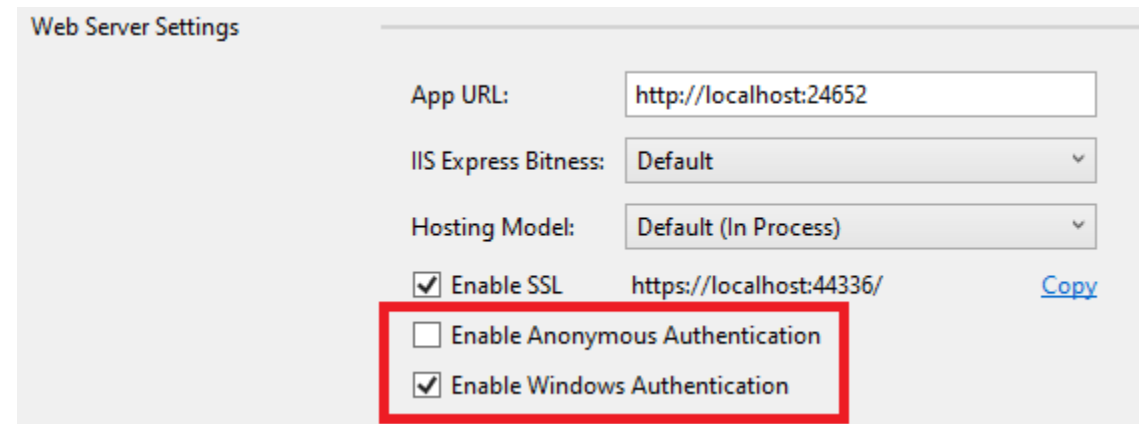 Web Server Settings
App URL: http://localhost:24652
IIS Express Bitness: Default
Hosting Model: Default (In Process)
Enable SSL https://localhost:44336/ Copy
Enable Anonymous Authentication
Enable Windows Authentication